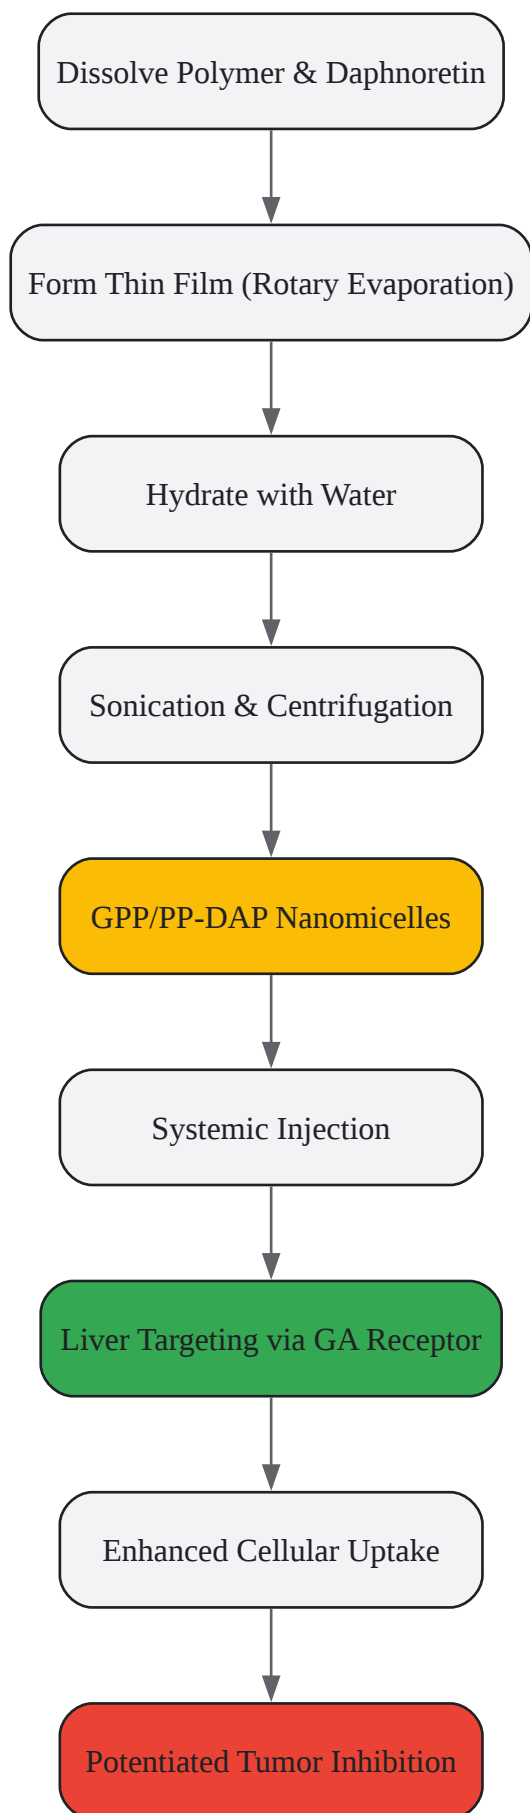 Dissolve Polymer & Daphnoretin
Form Thin Film (Rotary Evaporation)
Hydrate with Water
Sonication & Centrifugation
GPP/PP-DAP Nanomicelles
Systemic Injection
Liver Targeting via GA Receptor
Enhanced Cellular Uptake
Potentiated Tumor Inhibition